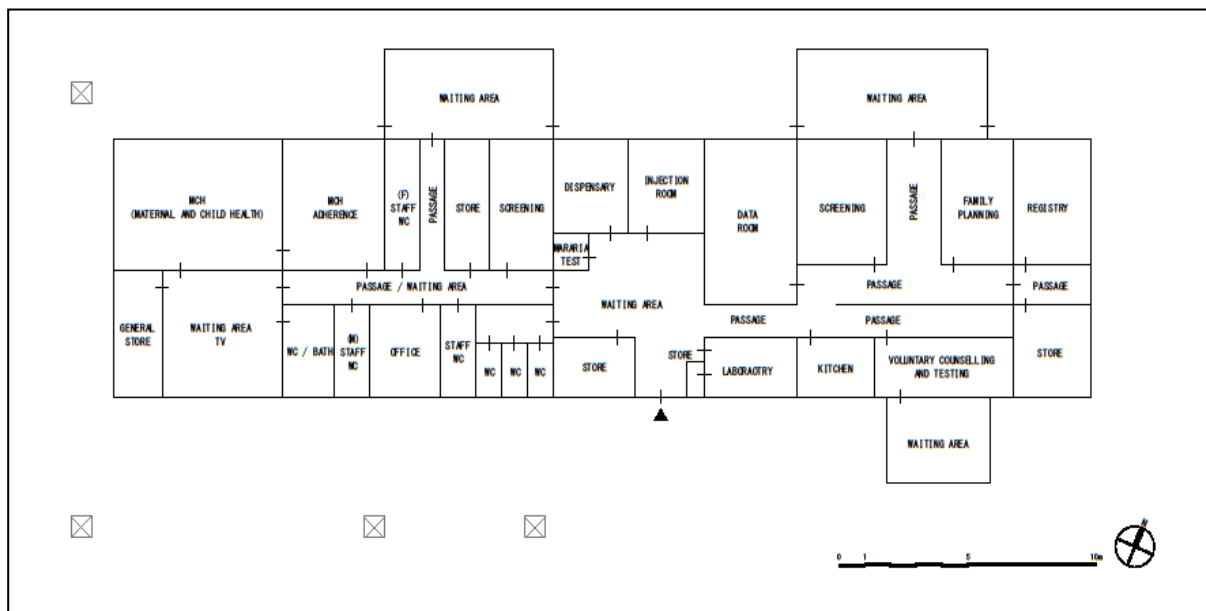 WAITING AREA
WAITING AREA
MCH
(MATERNAL AND CHILD HEALTH)
MCH
ADHERENCE
(F)
STAFF
WC
PASSAGE
STORE
SCREENING
DISPENSARY
INJECTION
ROOM
DATA
ROOM
SCREENING
PASSAGE
FAMILY
PLANNING
REGISTRY
MARARIA
TEST
PASSAGE / WAITING AREA
PASSAGE
PASSAGE
WAITING AREA
PASSAGE
PASSAGE
GENERAL
STORE
WAITING AREA
TV
WC / BATH
(M)
STAFF
WC
OFFICE
STAFF
WC
WC
WC
WC
STORE
STORE
LABORAOTRY
KITCHEN
VOLUNTARY COUNSELLING
AND TESTING
STORE
WAITING AREA
N
0 1 5 10m